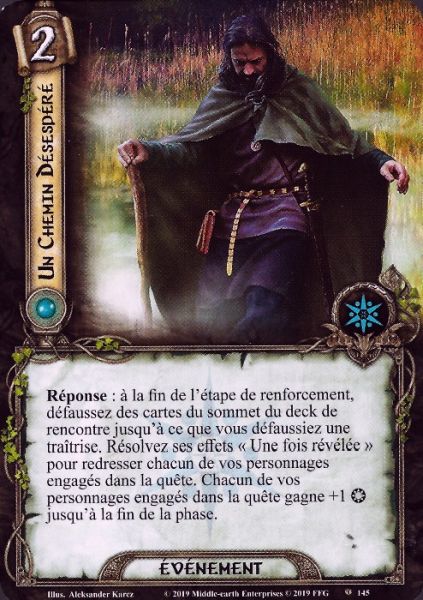 2
Un Chemin Désespéré
Réponse : à la fin de l'étape de renforcement,
défaussez des cartes du sommet du deck de
rencontre jusqu'à ce que vous défaussiez une
traîtrise. Résolvez ses effets « Une fois révélée »
pour redresser chacun de vos personnages
engagés dans la quête. Chacun de vos
personnages engagés dans la quête gagne +1
jusqu'à la fin de la phase.
ÉVÉNEMENT
Illus. Aleksander Karcz © 2019 Middle-earth Enterprises © 2019 FFG 145